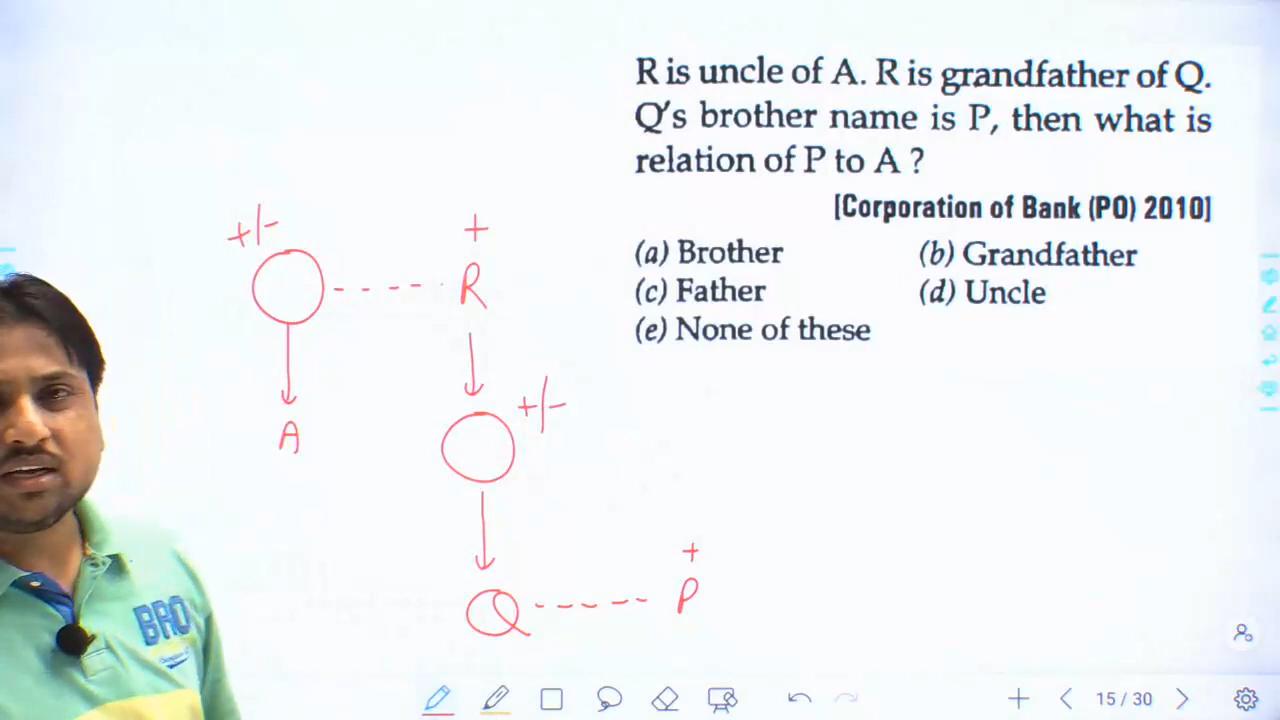 R is uncle of A. R is grandfather of Q.
Q's brother name is P, then what is
relation of P to A ?
[Corporation of Bank (PO) 2010]
(a) Brother (b) Grandfather
(c) Father (d) Uncle
(e) None of these
+/- +
R
+/-
A
+
Q P
BRO
15 / 30